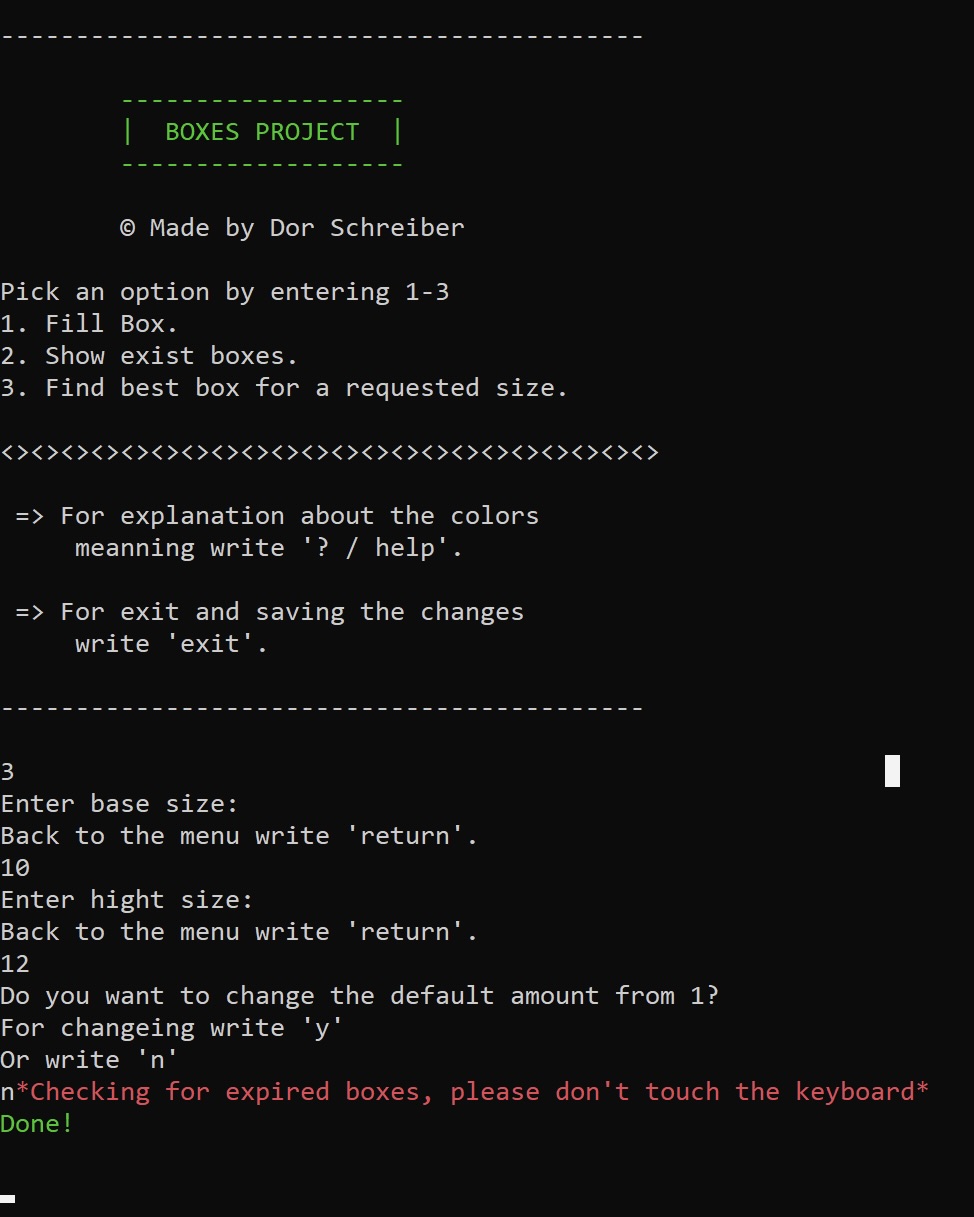 -------------------------------------------
-------------------
|  BOXES PROJECT  |
-------------------
© Made by Dor Schreiber
Pick an option by entering 1-3
1. Fill Box.
2. Show exist boxes.
3. Find best box for a requested size.
<><><><><><><><><><><><><><><><><><><><><><>
=> For explanation about the colors
meanning write '? / help'.
=> For exit and saving the changes
write 'exit'.
-------------------------------------------
3
Enter base size:
Back to the menu write 'return'.
10
Enter hight size:
Back to the menu write 'return'.
12
Do you want to change the default amount from 1?
For changeing write 'y'
Or write 'n'
n*Checking for expired boxes, please don't touch the keyboard*
Done!